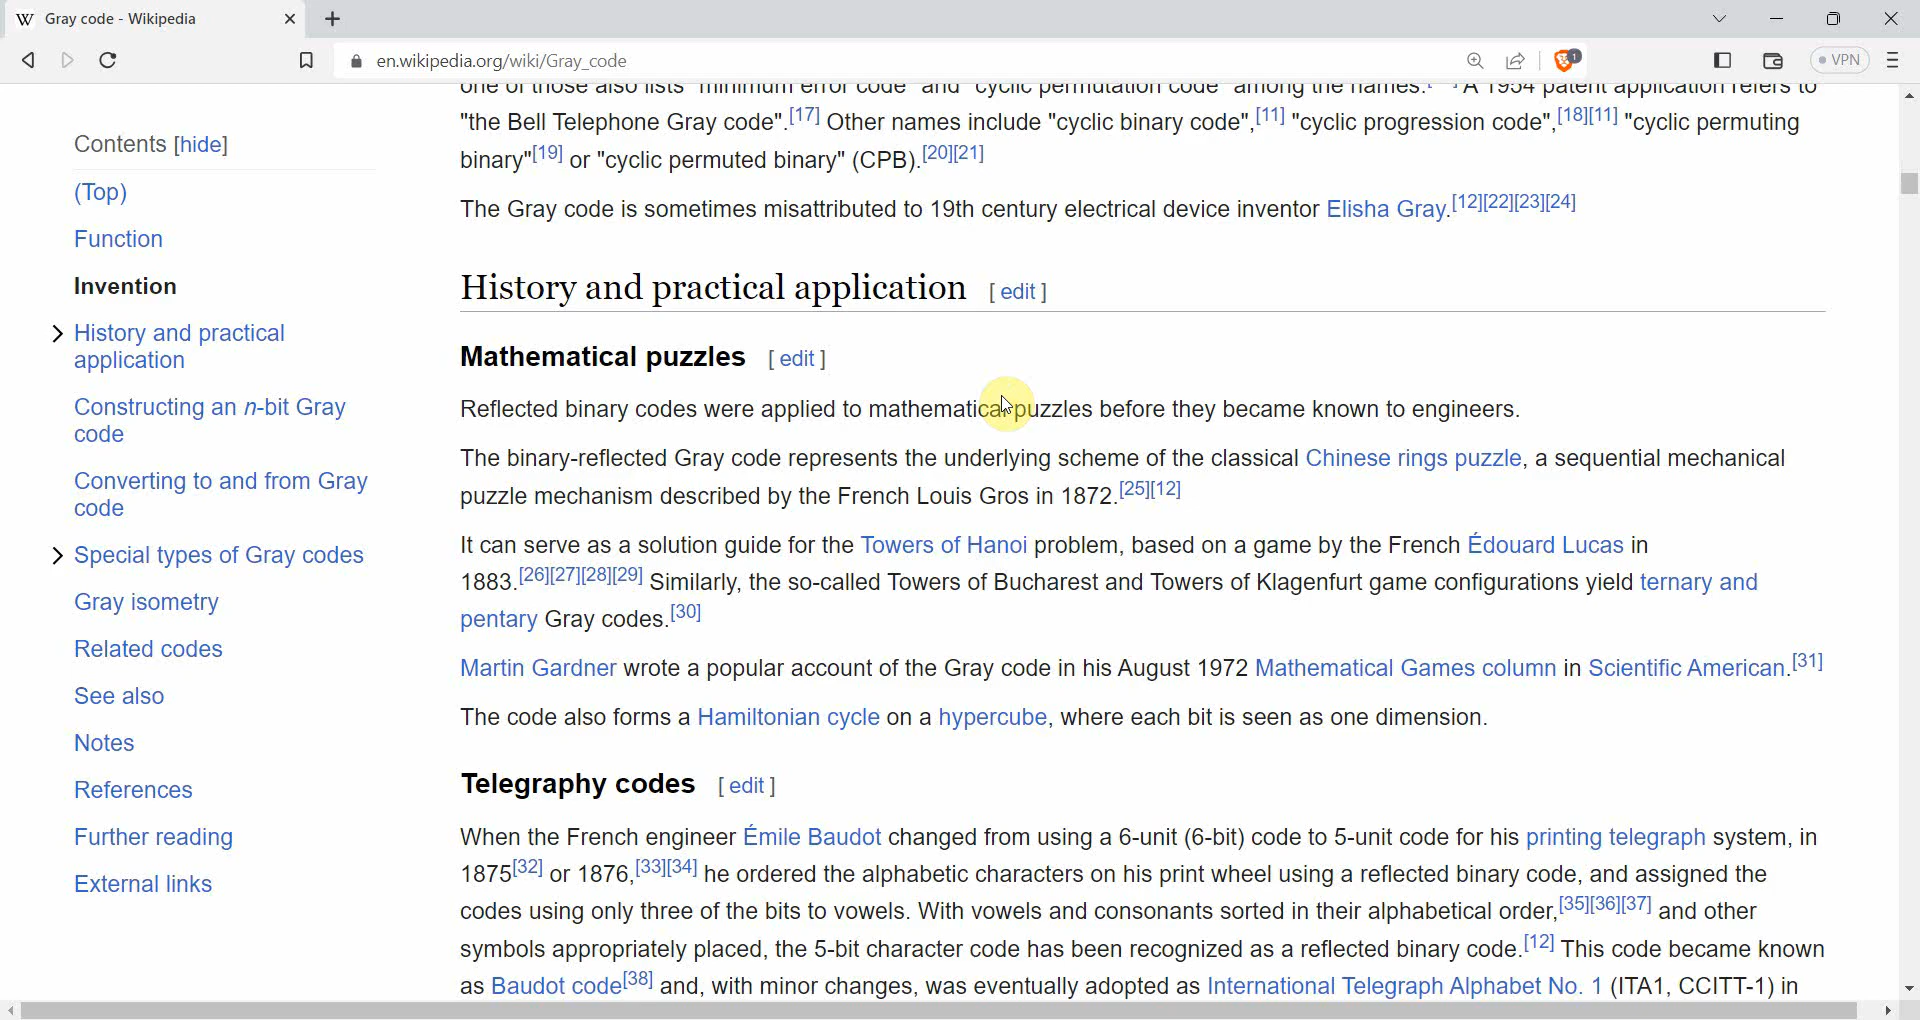 Gray code - Wikipedia
en.wikipedia.org/wiki/Gray_code
1
VPN
Contents [hide]
(Top)
Function
Invention
History and practical
application
Constructing an n-bit Gray
code
Converting to and from Gray
code
Special types of Gray codes
Gray isometry
Related codes
See also
Notes
References
Further reading
External links
one of those also lists "minimum error code" and "cyclic permutation code" among the names. A 1954 patent application refers to
"the Bell Telephone Gray code".[17] Other names include "cyclic binary code",[11] "cyclic progression code",[18][11] "cyclic permuting
binary"[19] or "cyclic permuted binary" (CPB).[20][21]
The Gray code is sometimes misattributed to 19th century electrical device inventor Elisha Gray.[12][22][23][24]
History and practical application [ edit ]
Mathematical puzzles [ edit ]
Reflected binary codes were applied to mathematical puzzles before they became known to engineers.
The binary-reflected Gray code represents the underlying scheme of the classical Chinese rings puzzle, a sequential mechanical
puzzle mechanism described by the French Louis Gros in 1872.[25][12]
It can serve as a solution guide for the Towers of Hanoi problem, based on a game by the French Édouard Lucas in
1883.[26][27][28][29] Similarly, the so-called Towers of Bucharest and Towers of Klagenfurt game configurations yield ternary and
pentary Gray codes.[30]
Martin Gardner wrote a popular account of the Gray code in his August 1972 Mathematical Games column in Scientific American.[31]
The code also forms a Hamiltonian cycle on a hypercube, where each bit is seen as one dimension.
Telegraphy codes [ edit ]
When the French engineer Émile Baudot changed from using a 6-unit (6-bit) code to 5-unit code for his printing telegraph system, in
1875[32] or 1876,[33][34] he ordered the alphabetic characters on his print wheel using a reflected binary code, and assigned the
codes using only three of the bits to vowels. With vowels and consonants sorted in their alphabetical order,[35][36][37] and other
symbols appropriately placed, the 5-bit character code has been recognized as a reflected binary code.[12] This code became known
as Baudot code[38] and, with minor changes, was eventually adopted as International Telegraph Alphabet No. 1 (ITA1, CCITT-1) in